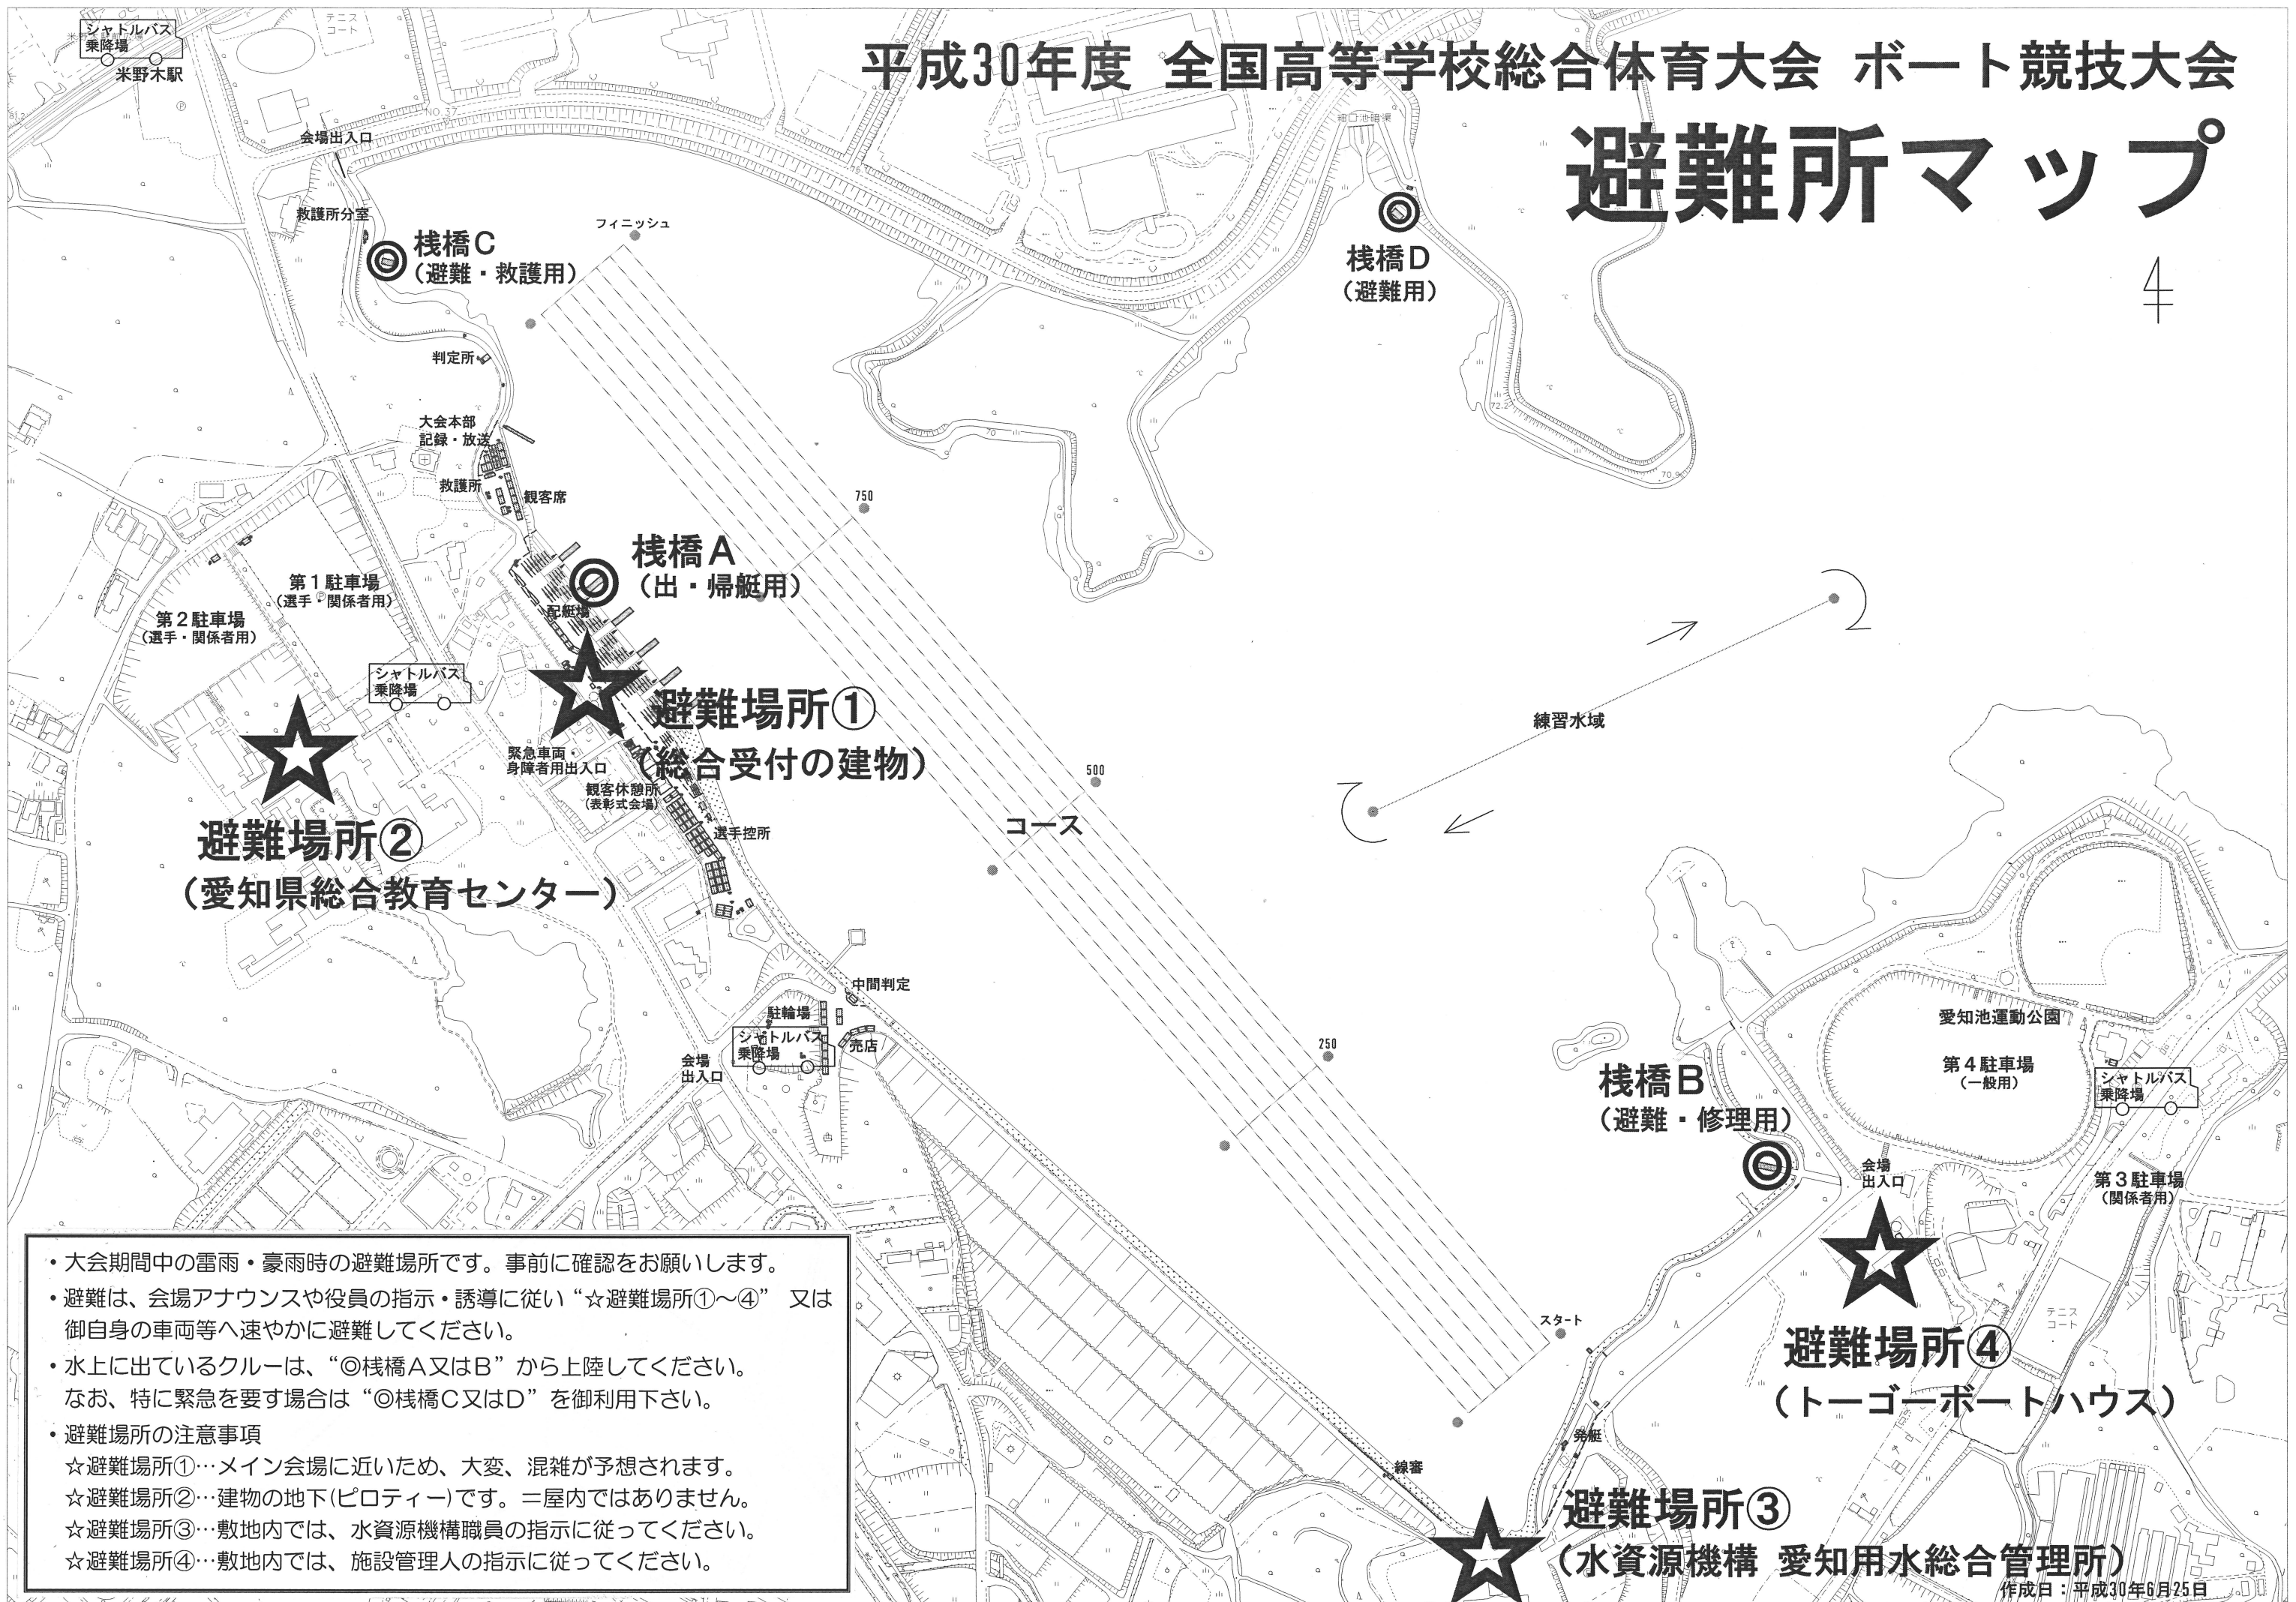 平成30年度 全国高等学校総合体育大会 ボート競技大会
避難所マップ
シャトルバス
乗降場
米野木駅
テニス
コート
会場出入口
救護所分室
桟橋C
（避難・救護用）
フィニッシュ
細口池暗渠
桟橋D
（避難用）
判定所
大会本部
記録・放送
救護所
観客席
750
72.2
70.9
70
桟橋A
（出・帰艇用）
配艇場
第1駐車場
（選手・関係者用）
第2駐車場
（選手・関係者用）
シャトルバス
乗降場
避難場所①
（総合受付の建物）
緊急車両・
身障者用出入口
観客休憩所
（表彰式会場）
選手控所
避難場所②
（愛知県総合教育センター）
500
コース
練習水域
中間判定
駐輪場
シャトルバス
乗降場
売店
会場
出入口
250
愛知池運動公園
第4駐車場
（一般用）
シャトルバス
乗降場
桟橋B
（避難・修理用）
会場
出入口
第3駐車場
（関係者用）
テニス
コート
避難場所④
（トーゴーボートハウス）
スタート
発艇
線審
避難場所③
（水資源機構 愛知用水総合管理所）
作成日：平成30年6月25日
・大会期間中の雷雨・豪雨時の避難場所です。事前に確認をお願いします。
・避難は、会場アナウンスや役員の指示・誘導に従い“☆避難場所①～④” 又は
御自身の車両等へ速やかに避難してください。
・水上に出ているクルーは、“◎桟橋A又はB”から上陸してください。
なお、特に緊急を要す場合は“◎桟橋C又はD”を御利用下さい。
・避難場所の注意事項
☆避難場所①…メイン会場に近いため、大変、混雑が予想されます。
☆避難場所②…建物の地下(ピロティー)です。＝屋内ではありません。
☆避難場所③…敷地内では、水資源機構職員の指示に従ってください。
☆避難場所④…敷地内では、施設管理人の指示に従ってください。